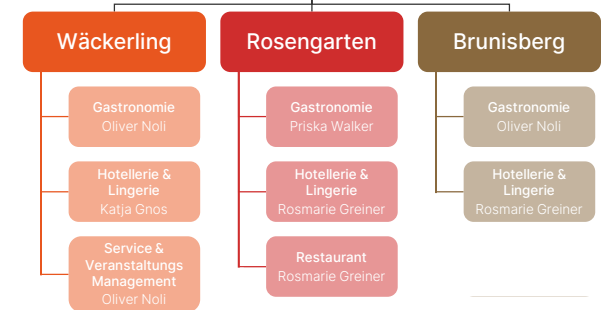 Wäckerling
Gastronomie
Oliver Noli
Hotellerie &
Lingerie
Katja Gnos
Service &
Veranstaltungs
Management
Oliver Noli
Rosengarten
Gastronomie
Priska Walker
Hotellerie &
Lingerie
Rosmarie Greiner
Restaurant
Rosmarie Greiner
Brunisberg
Gastronomie
Oliver Noli
Hotellerie &
Lingerie
Rosmarie Greiner